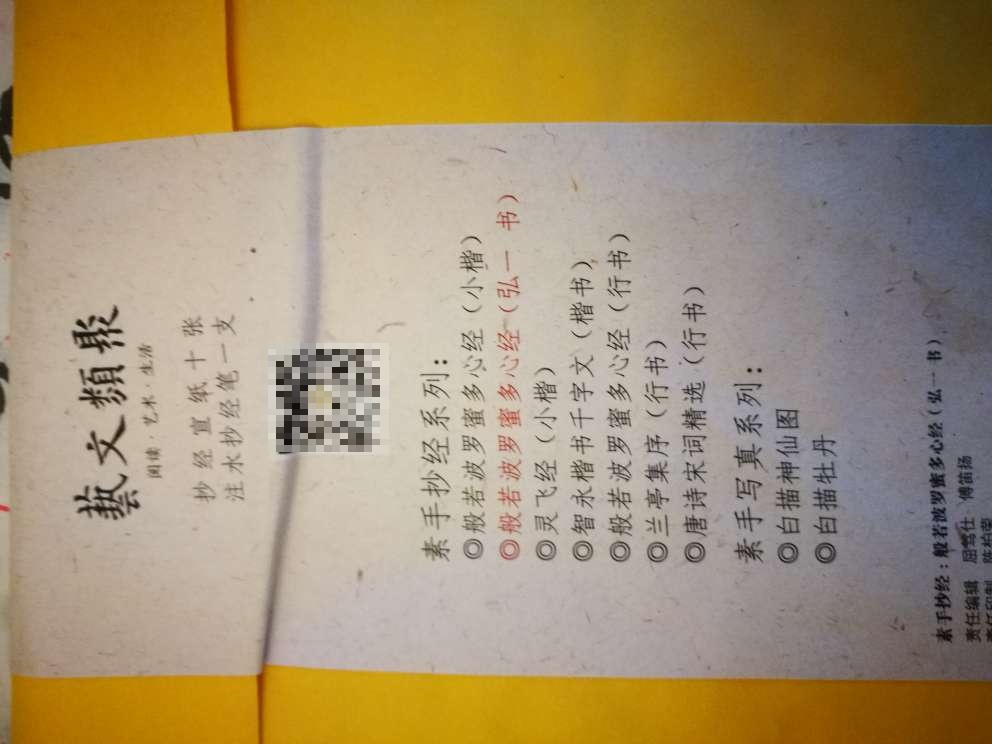 藝文類聚
阅读·艺术·生活
抄经宣纸十张
注水抄经笔一支
素手抄经系列：
◎般若波罗蜜多心经（小楷）
◎般若波罗蜜多心经（弘一 书）
◎灵飞经（小楷）
◎智永楷书千字文（楷书）
◎般若波罗蜜多心经（行书）
◎兰亭集序（行书）
◎唐诗宋词精选（行书）
素手写真系列：
◎白描神仙图
◎白描牡丹
素手抄经：般若波罗蜜多心经（弘一 书）
责任编辑 屈笃仕 傅笛扬